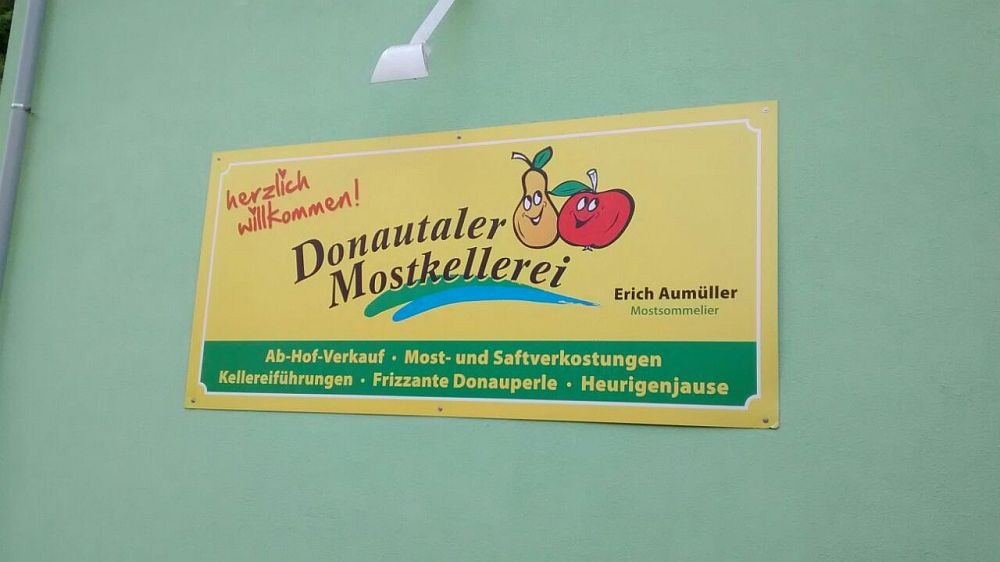 herzlich
willkommen!
Donautaler
Mostkellerei
Erich Aumüller
Mostsommelier
Ab-Hof-Verkauf · Most- und Saftverkostungen
Kellereiführungen · Frizzante Donauperle · Heurigenjause